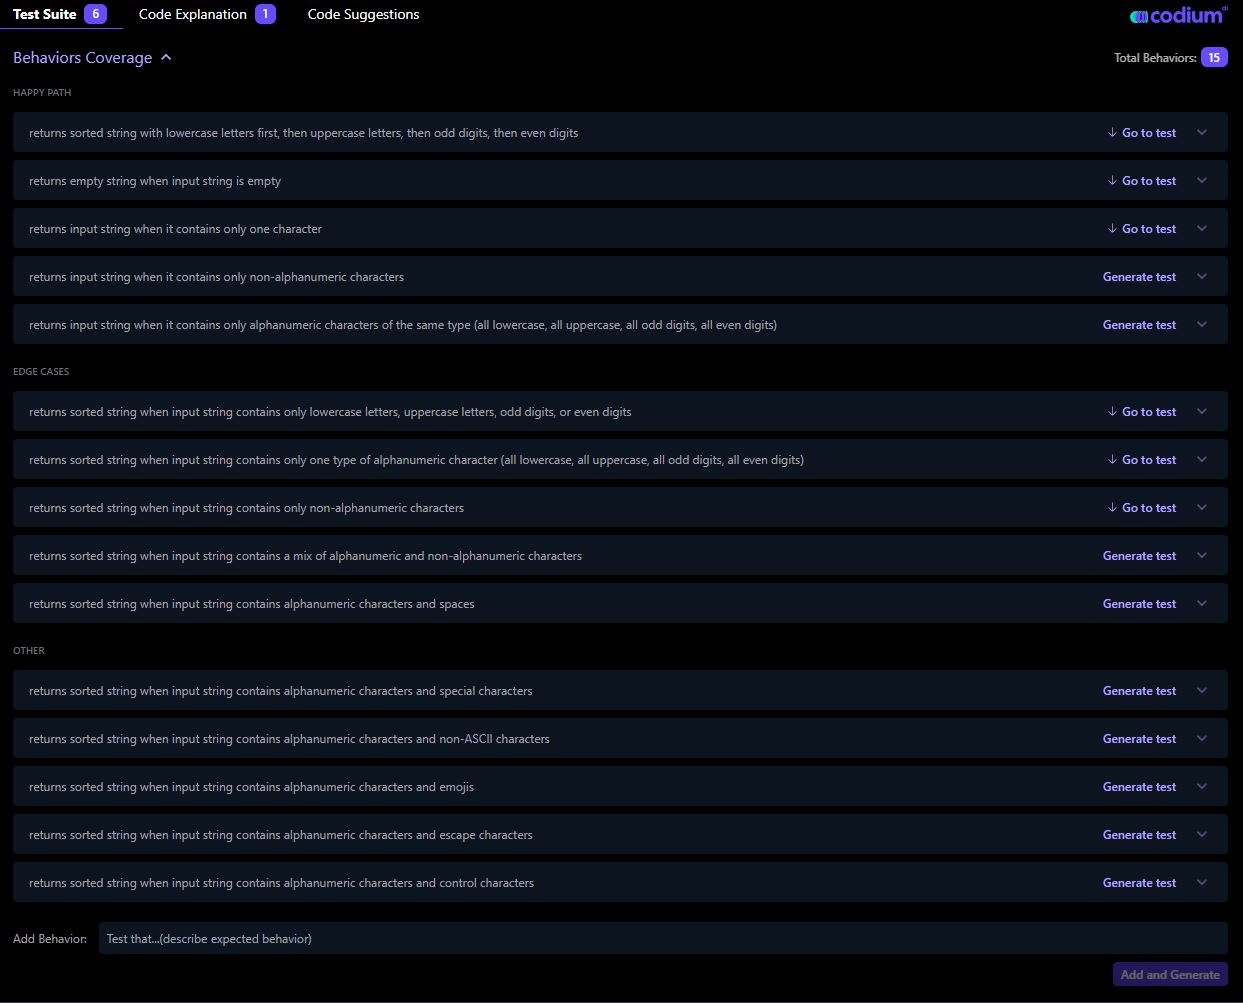 Test Suite 6 Code Explanation 1 Code Suggestions codium ai
Behaviors Coverage Total Behaviors: 15
HAPPY PATH
returns sorted string with lowercase letters first, then uppercase letters, then odd digits, then even digits ↓ Go to test
returns empty string when input string is empty ↓ Go to test
returns input string when it contains only one character ↓ Go to test
returns input string when it contains only non-alphanumeric characters Generate test
returns input string when it contains only alphanumeric characters of the same type (all lowercase, all uppercase, all odd digits, all even digits) Generate test
EDGE CASES
returns sorted string when input string contains only lowercase letters, uppercase letters, odd digits, or even digits ↓ Go to test
returns sorted string when input string contains only one type of alphanumeric character (all lowercase, all uppercase, all odd digits, all even digits) ↓ Go to test
returns sorted string when input string contains only non-alphanumeric characters ↓ Go to test
returns sorted string when input string contains a mix of alphanumeric and non-alphanumeric characters Generate test
returns sorted string when input string contains alphanumeric characters and spaces Generate test
OTHER
returns sorted string when input string contains alphanumeric characters and special characters Generate test
returns sorted string when input string contains alphanumeric characters and non-ASCII characters Generate test
returns sorted string when input string contains alphanumeric characters and emojis Generate test
returns sorted string when input string contains alphanumeric characters and escape characters Generate test
returns sorted string when input string contains alphanumeric characters and control characters Generate test
Add Behavior: Test that...(describe expected behavior)
Add and Generate